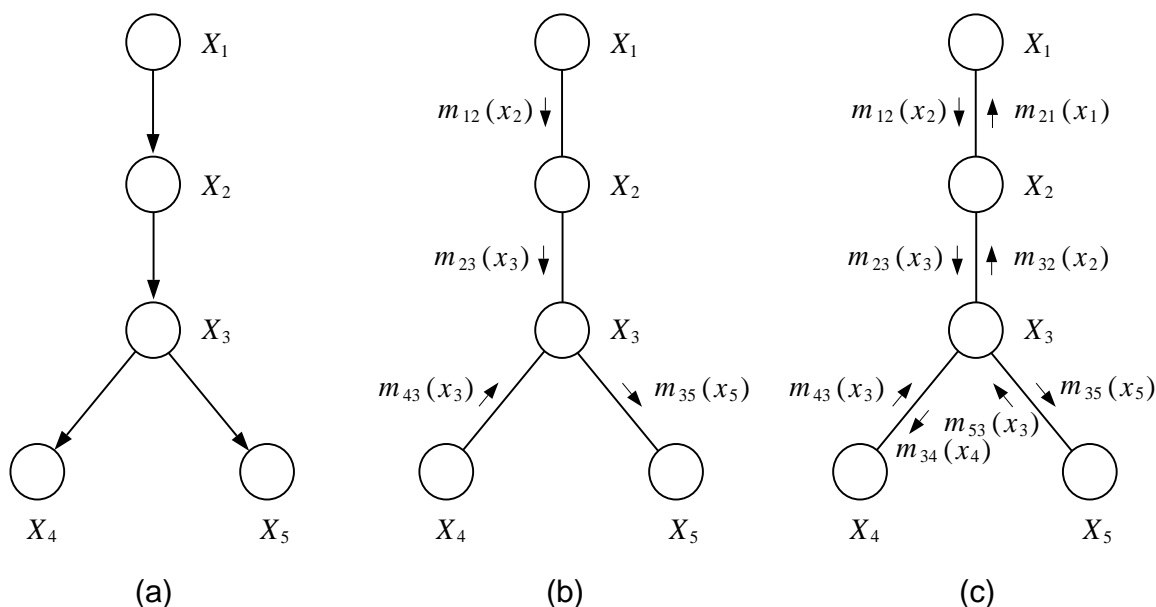 X1
X2
X3
X4
X5
(a)
X1
m12(x2)
X2
m23(x3)
X3
m43(x3)
m35(x5)
X4
X5
(b)
X1
m12(x2)
m21(x1)
X2
m23(x3)
m32(x2)
X3
m43(x3)
m35(x5)
m53(x3)
m34(x4)
X4
X5
(c)